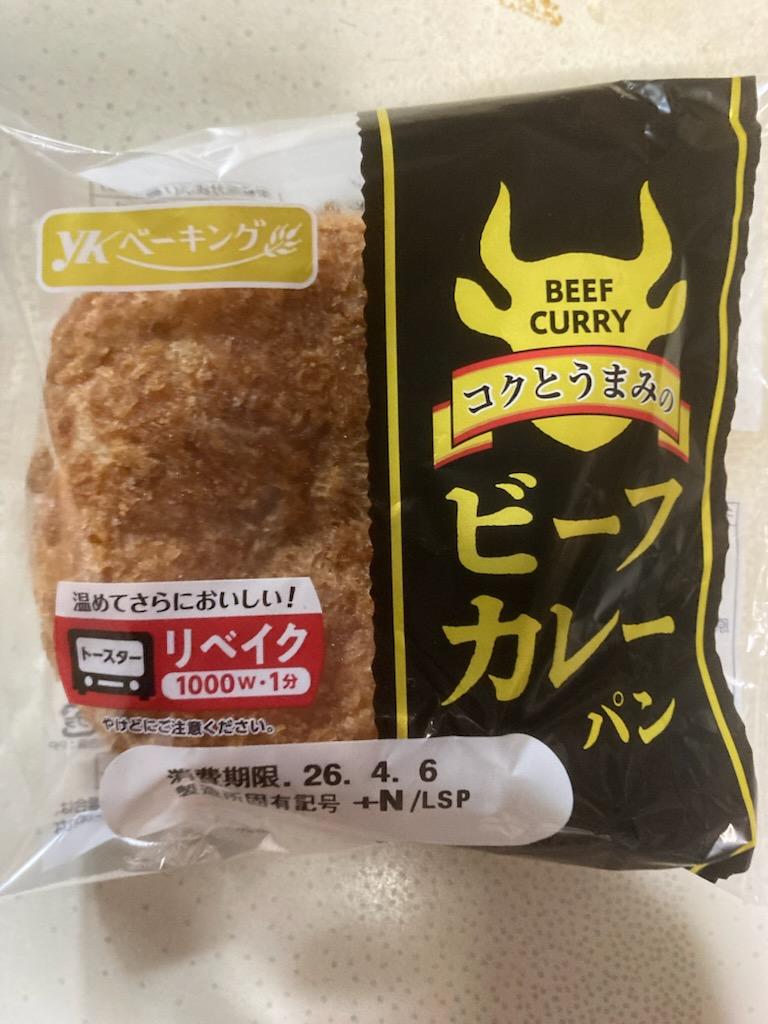 YKベーキング
BEEF
CURRY
コクとうまみの
ビーフ
カレー
パン
温めてさらにおいしい!
トースター
リベイク
1000W・1分
やけどにご注意ください。
消費期限. 26. 4. 6
製造所固有記号 +N/LSP